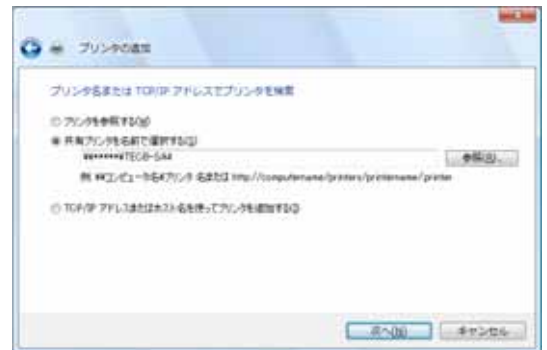 プリンタの追加
プリンタ名または TCP/IP アドレスでプリンタを検索
プリンタを参照する(W)
共有プリンタを名前で選択する(S)
参照(R)...
例: ¥¥コンピュータ名¥プリンタ 名または http://computername/printers/printername/printer
TCP/IP アドレスまたはホスト名を使ってプリンタを追加する(I)
次へ(N)
キャンセル